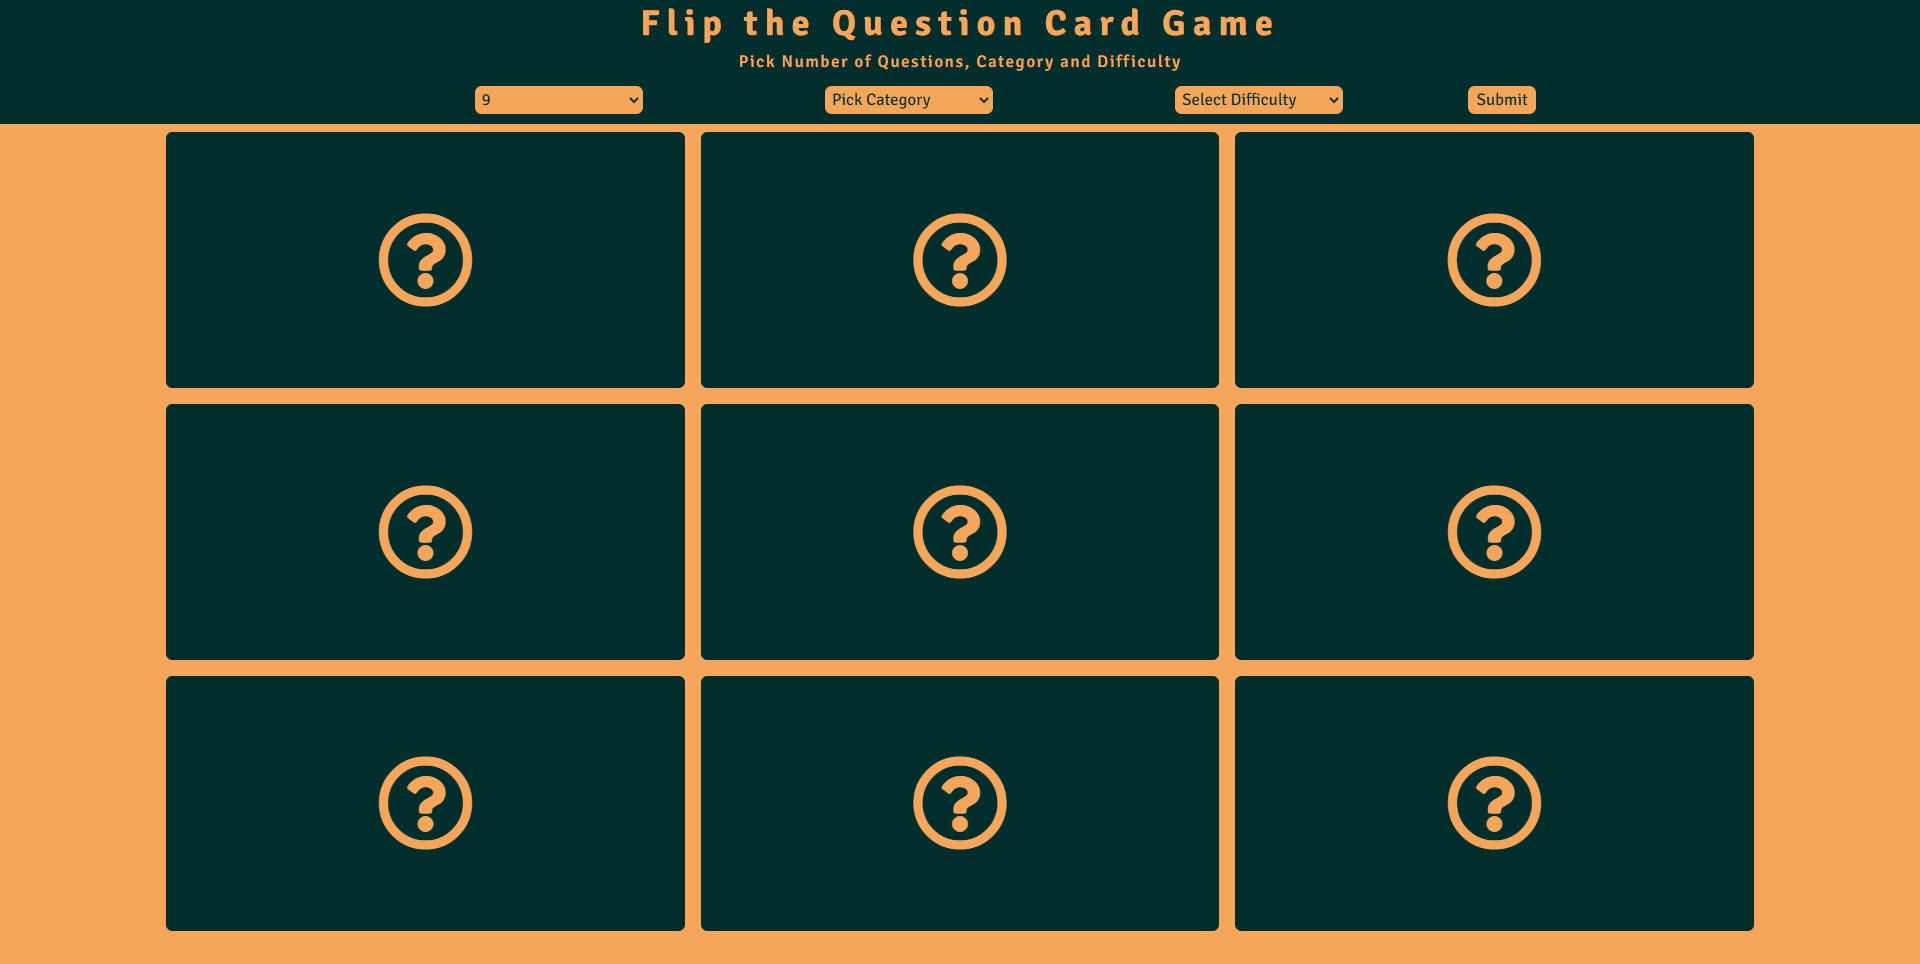 Flip the Question Card Game
Pick Number of Questions, Category and Difficulty
9 Pick Category Select Difficulty Submit
? ? ?
? ? ?
? ? ?